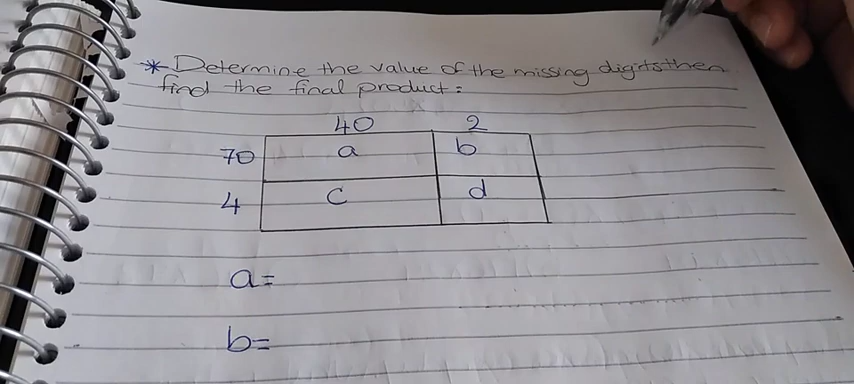 * Determine the value of the missing digits then
find the final product:
40 2
70 a b
4 c d
a=
b=